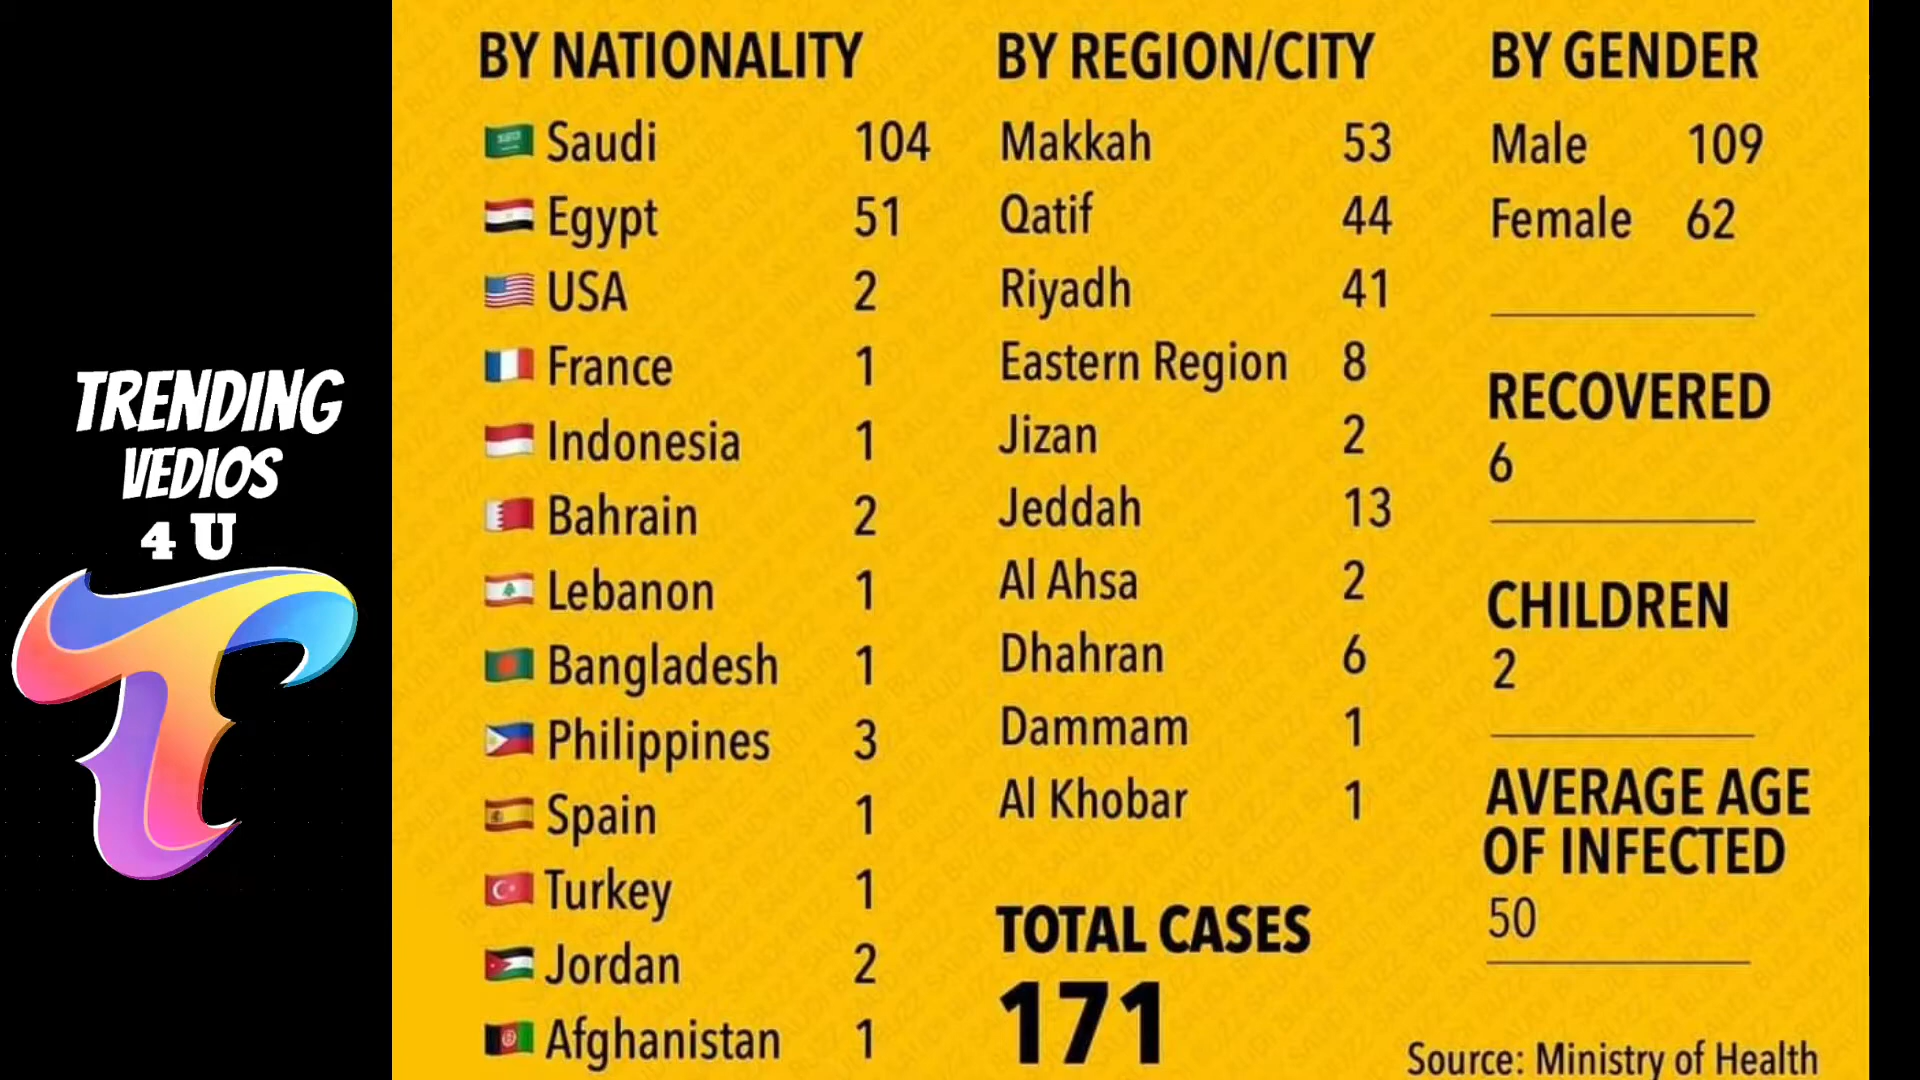 TRENDING
VEDIOS
4 U
BY NATIONALITY
Saudi 104
Egypt 51
USA 2
France 1
Indonesia 1
Bahrain 2
Lebanon 1
Bangladesh 1
Philippines 3
Spain 1
Turkey 1
Jordan 2
Afghanistan 1
BY REGION/CITY
Makkah 53
Qatif 44
Riyadh 41
Eastern Region 8
Jizan 2
Jeddah 13
Al Ahsa 2
Dhahran 6
Dammam 1
Al Khobar 1
TOTAL CASES
171
BY GENDER
Male 109
Female 62
RECOVERED
6
CHILDREN
2
AVERAGE AGE
OF INFECTED
50
Source: Ministry of Health